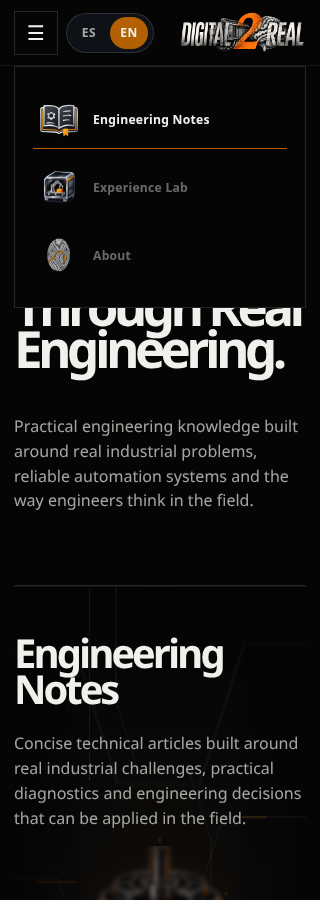 ☰ ES EN DIGITAL 2 REAL
Engineering Notes
Experience Lab
About
Through Real
Engineering.
Practical engineering knowledge built
around real industrial problems,
reliable automation systems and the
way engineers think in the field.
Engineering
Notes
Concise technical articles built around
real industrial challenges, practical
diagnostics and engineering decisions
that can be applied in the field.